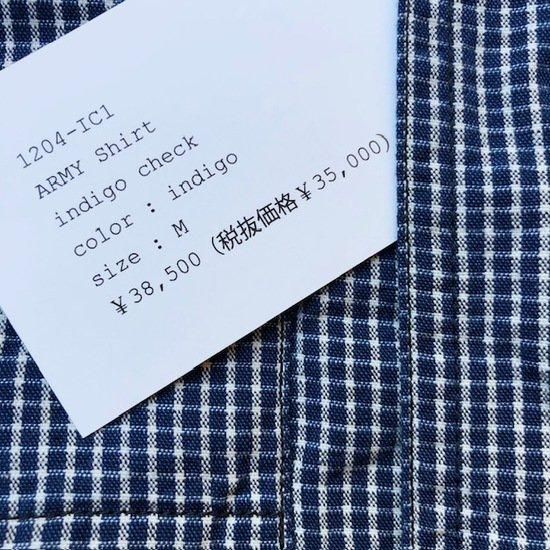 1204-IC1
ARMY Shirt
indigo check
color : indigo
size : M
￥38,500 (税抜価格￥35,000)